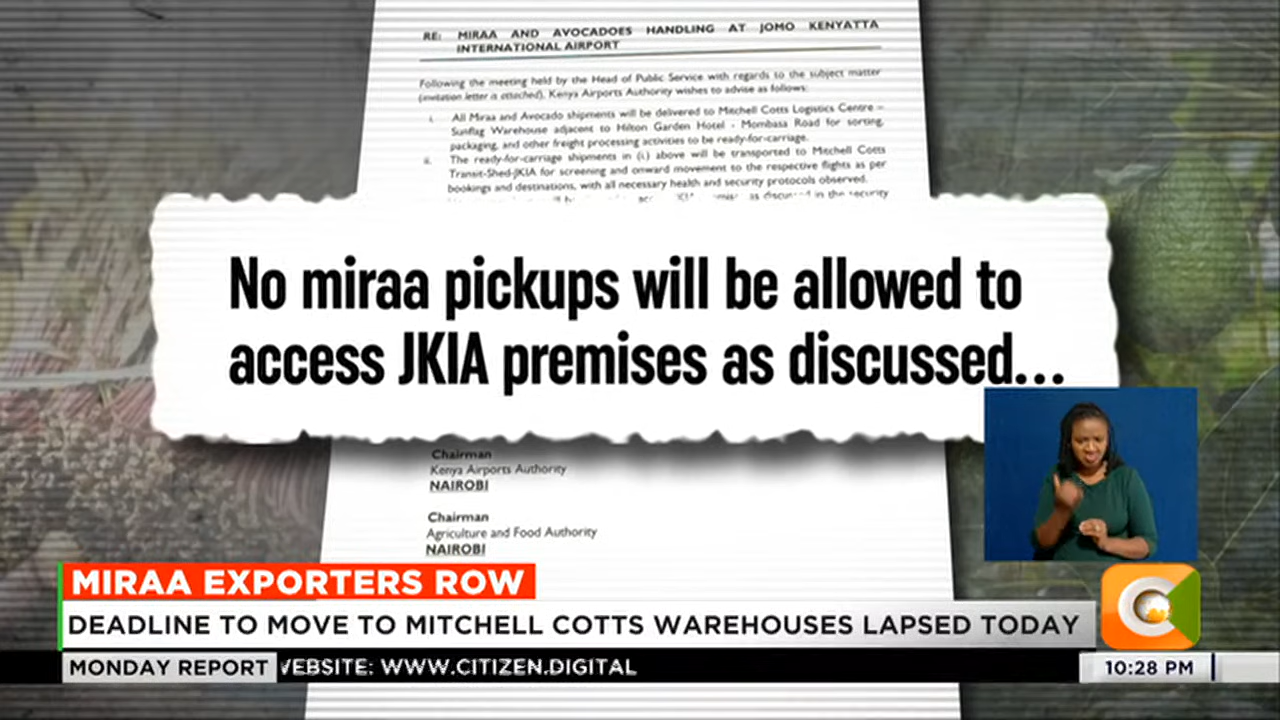 RE: MIRAA AND AVOCADOES HANDLING AT JOMO KENYATTA
INTERNATIONAL AIRPORT
Following the meeting held by the Head of Public Service with regards to the subject matter
(invitation letter is attached), Kenya Airports Authority wishes to advise as follows:
i. All Miraa and Avocado shipments will be delivered to Mitchell Cotts Logistics Centre –
Sunflag Warehouse adjacent to Hilton Garden Hotel - Mombasa Road for sorting,
packaging, and other freight processing activities to be ready-for-carriage.
ii. The ready-for-carriage shipments in (i.) above will be transported to Mitchell Cotts
Transit-Shed-JKIA for screening and onward movement to the respective flights as per
bookings and destinations, with all necessary health and security protocols observed.
as discussed in the security
No miraa pickups will be allowed to
access JKIA premises as discussed...
Chairman
Kenya Airports Authority
NAIROBI
Chairman
Agriculture and Food Authority
NAIROBI
MIRAA EXPORTERS ROW
DEADLINE TO MOVE TO MITCHELL COTTS WAREHOUSES LAPSED TODAY
MONDAY REPORT
WEBSITE: WWW.CITIZEN.DIGITAL
10:28 PM